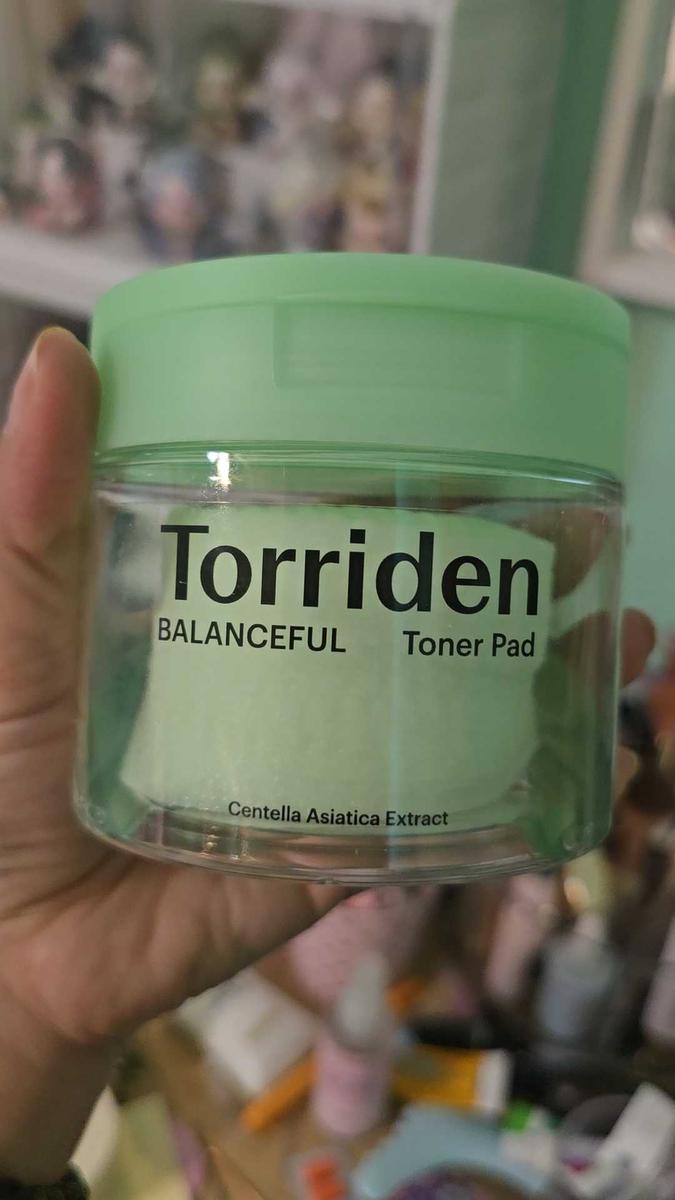 Torriden
BALANCEFUL Toner Pad
Centella Asiatica Extract